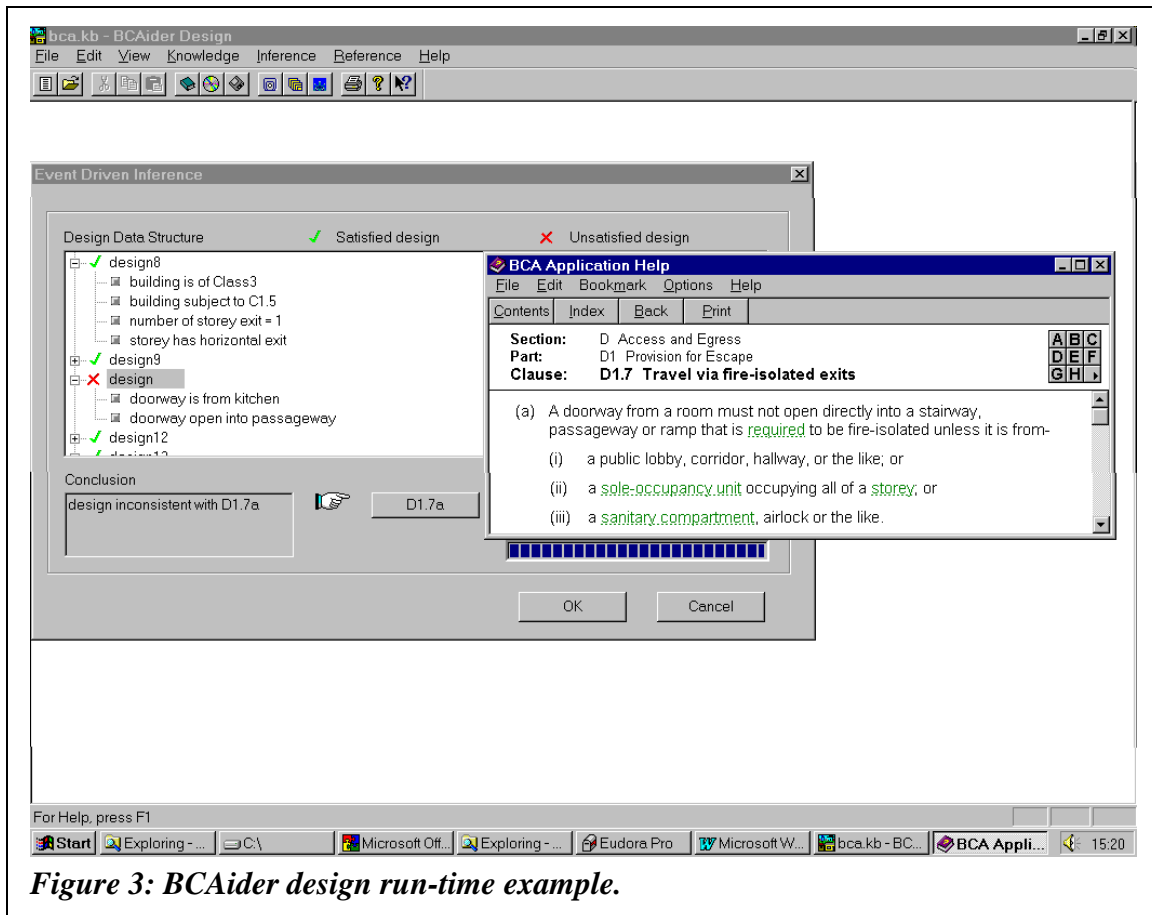 bca.kb - BCAider Design
File Edit View Knowledge Inference Reference Help
Event Driven Inference
Design Data Structure Satisfied design Unsatisfied design
design8
building is of Class3
building subject to C1.5
number of storey exit = 1
storey has horizontal exit
design9
design
doorway is from kitchen
doorway open into passageway
design12
Conclusion
design inconsistent with D1.7a
D1.7a
OK Cancel
BCA Application Help
File Edit Bookmark Options Help
Contents Index Back Print
Section: D Access and Egress
Part: D1 Provision for Escape
Clause: D1.7 Travel via fire-isolated exits
A B C
D E F
G H
(a) A doorway from a room must not open directly into a stairway,
passageway or ramp that is required to be fire-isolated unless it is from-
(i) a public lobby, corridor, hallway, or the like; or
(ii) a sole-occupancy unit occupying all of a storey; or
(iii) a sanitary compartment, airlock or the like.
For Help, press F1
Start Exploring - ... C:\ Microsoft Off... Exploring - ... Eudora Pro Microsoft W... bca.kb - BC... BCA Appli... 15:20
Figure 3: BCAider design run-time example.